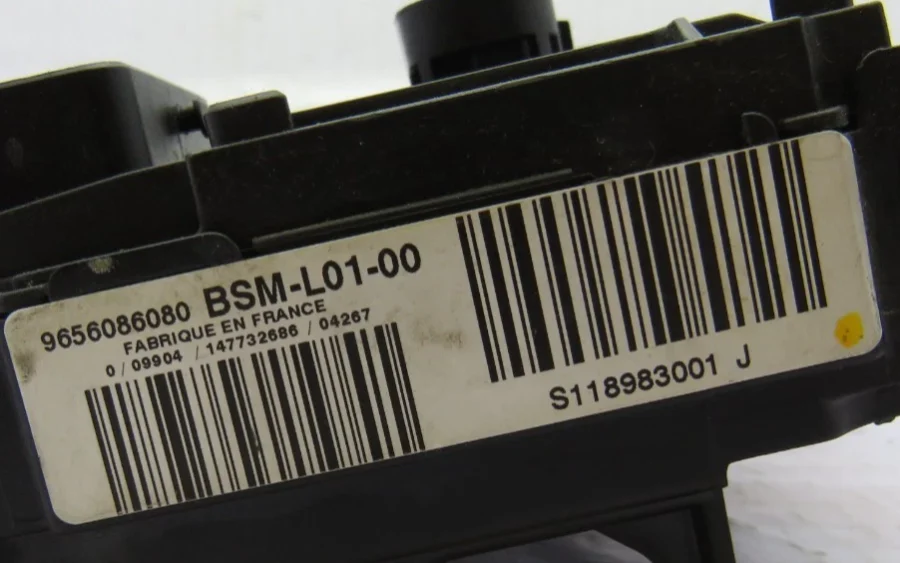 9656086080 BSM-L01-00
FABRIQUE EN FRANCE
0 / 09904 / 147732686 / 04267
S118983001 J